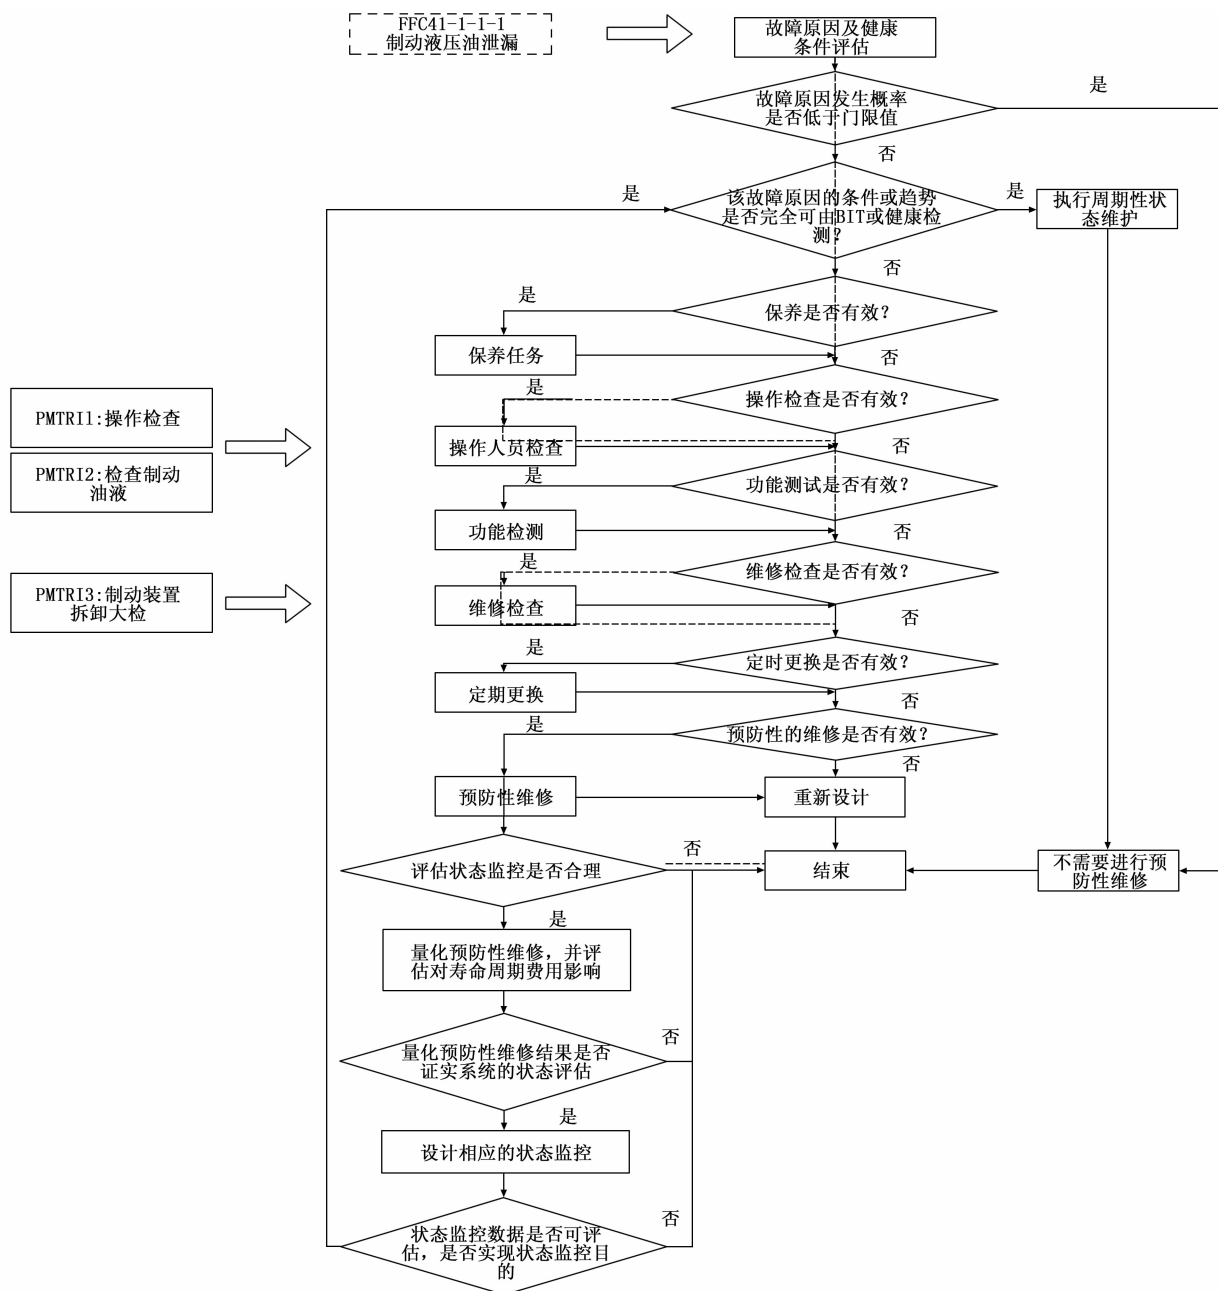 FFC41-1-1-1
制动液压油泄漏
故障原因及健康
条件评估
故障原因发生概率
是否低于门限值
是
否
该故障原因的条件或趋势
是否完全可由BIT或健康检
测?
是
是
执行周期性状
态维护
否
保养是否有效?
是
保养任务
否
操作检查是否有效?
是
操作人员检查
否
PMTRI1:操作检查
PMTRI2:检查制动
油液
功能测试是否有效?
是
功能检测
否
维修检查是否有效?
是
维修检查
否
PMTRI3:制动装置
拆卸大检
定时更换是否有效?
是
定期更换
否
预防性的维修是否有效?
是
否
预防性维修
重新设计
评估状态监控是否合理
否
结束
不需要进行预
防性维修
是
量化预防性维修, 并评
估对寿命周期费用影响
量化预防性维修结果是否
证实系统的状态评估
否
是
设计相应的状态监控
状态监控数据是否可评
估, 是否实现状态监控目
的
否